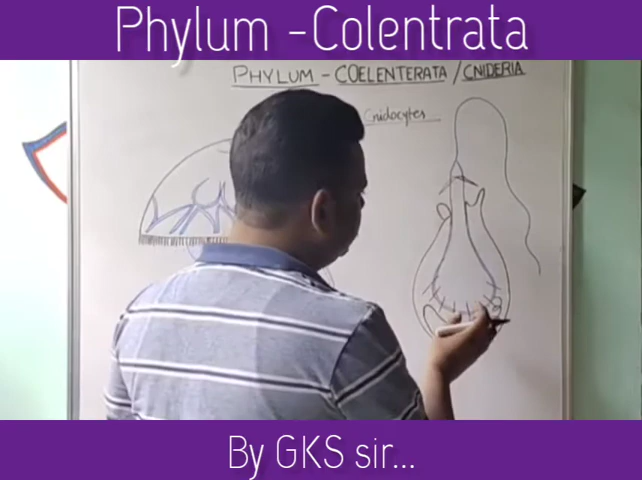 Phylum -Colentrata
PHYLUM - COELENTERATA / CNIDERIA
Cnidocytes
By GKS sir...